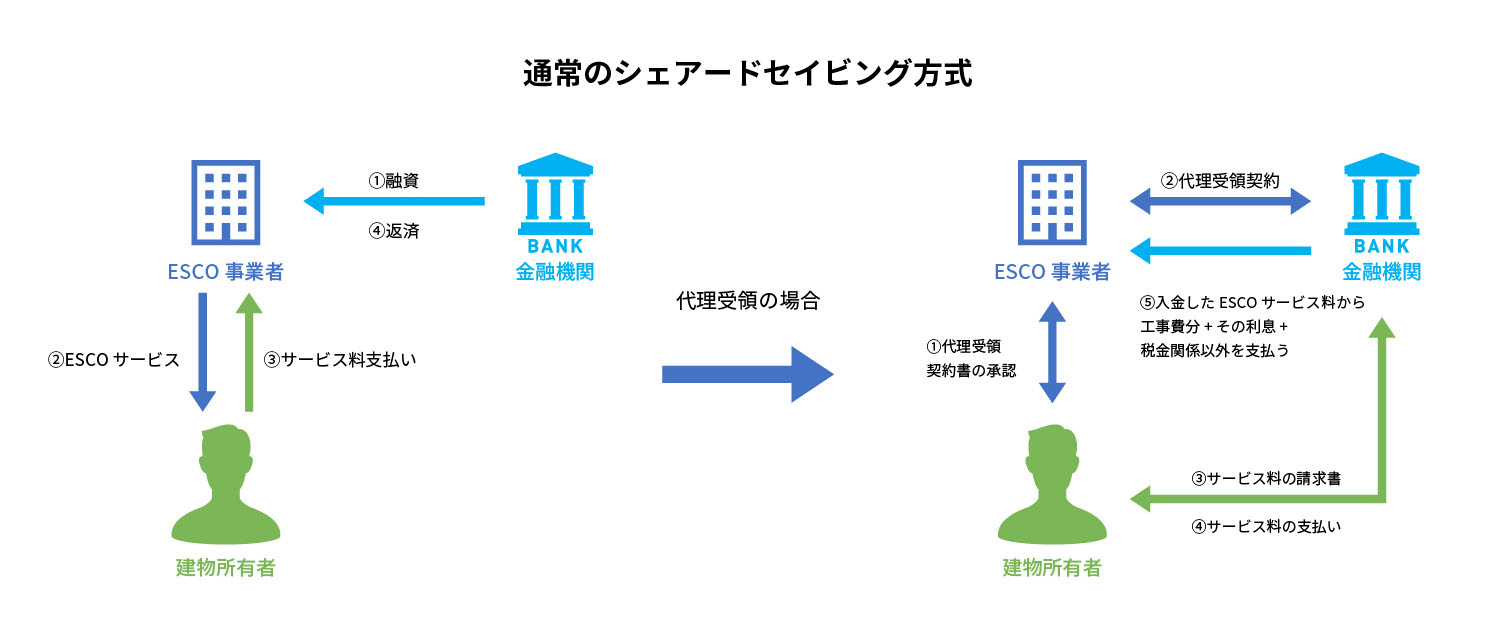 通常のシェアードセイビング方式
①融資
④返済
BANK
金融機関
ESCO 事業者
②ESCO サービス
③サービス料支払い
建物所有者
代理受領の場合
②代理受領契約
BANK
金融機関
ESCO 事業者
⑤入金した ESCO サービス料から
工事費分 + その利息 +
税金関係以外を支払う
①代理受領
契約書の承認
③サービス料の請求書
④サービス料の支払い
建物所有者